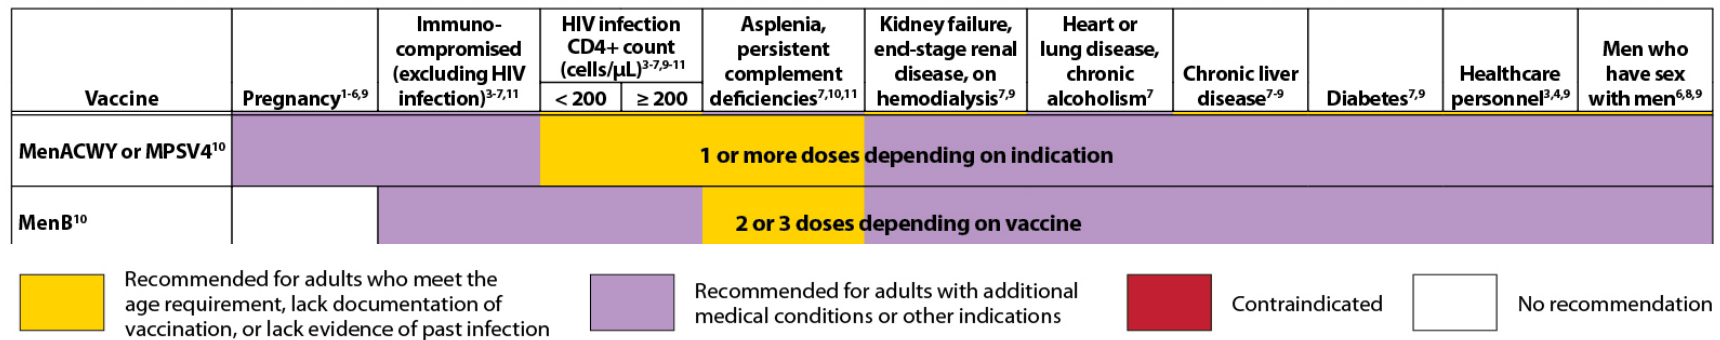 Vaccine
Pregnancy1-6,9
Immuno-
compromised
(excluding HIV
infection)3-7,11
HIV infection
CD4+ count
(cells/μL)3-7,9-11
< 200
≥ 200
Asplenia,
persistent
complement
deficiencies7,10,11
Kidney failure,
end-stage renal
disease, on
hemodialysis7,9
Heart or
lung disease,
chronic
alcoholism7
Chronic liver
disease7-9
Diabetes7,9
Healthcare
personnel3,4,9
Men who
have sex
with men6,8,9
MenACWY or MPSV410
1 or more doses depending on indication
MenB10
2 or 3 doses depending on vaccine
Recommended for adults who meet the
age requirement, lack documentation of
vaccination, or lack evidence of past infection
Recommended for adults with additional
medical conditions or other indications
Contraindicated
No recommendation